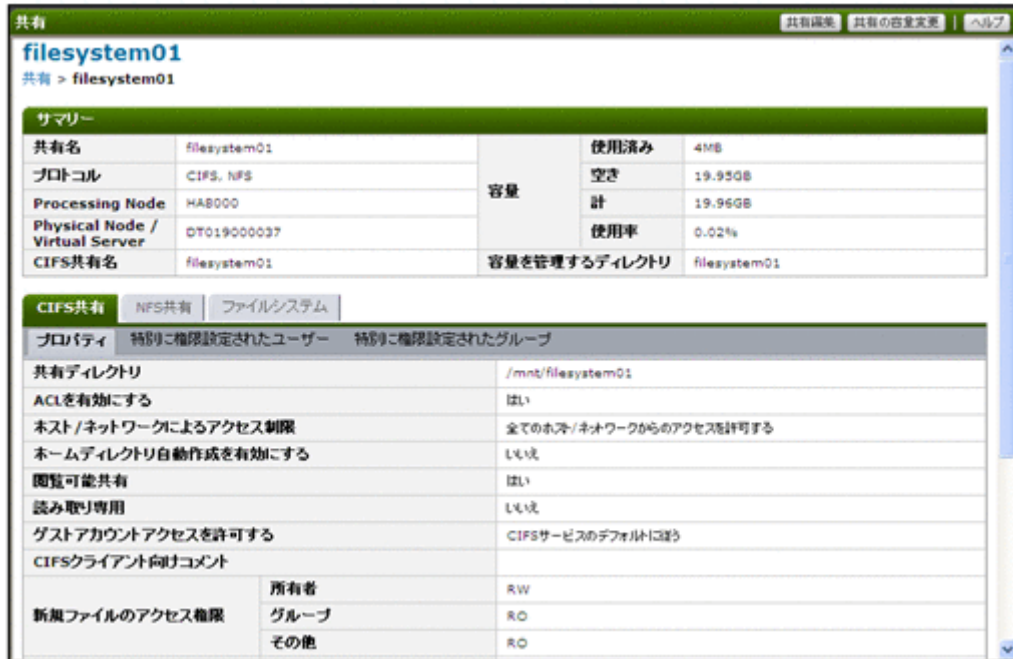 共有 共有編集 共有の容量変更 | ヘルプ
filesystem01
共有 > filesystem01
サマリー
共有名 filesystem01 容量 使用済み 4MB
プロトコル CIFS, NFS 空き 19.95GB
Processing Node HA8000 計 19.96GB
Physical Node / Virtual Server DT019000037 使用率 0.02%
CIFS共有名 filesystem01 容量を管理するディレクトリ filesystem01
CIFS共有 NFS共有 ファイルシステム
プロパティ 特別に権限設定されたユーザー 特別に権限設定されたグループ
共有ディレクトリ /mnt/filesystem01
ACLを有効にする はい
ホスト/ネットワークによるアクセス制限 全てのホスト/ネットワークからのアクセスを許可する
ホームディレクトリ自動作成を有効にする いいえ
閲覧可能共有 はい
読み取り専用 いいえ
ゲストアカウントアクセスを許可する CIFSサービスのデフォルトにならう
CIFSクライアント向けコメント
新規ファイルのアクセス権限 所有者 RW
グループ RO
その他 RO